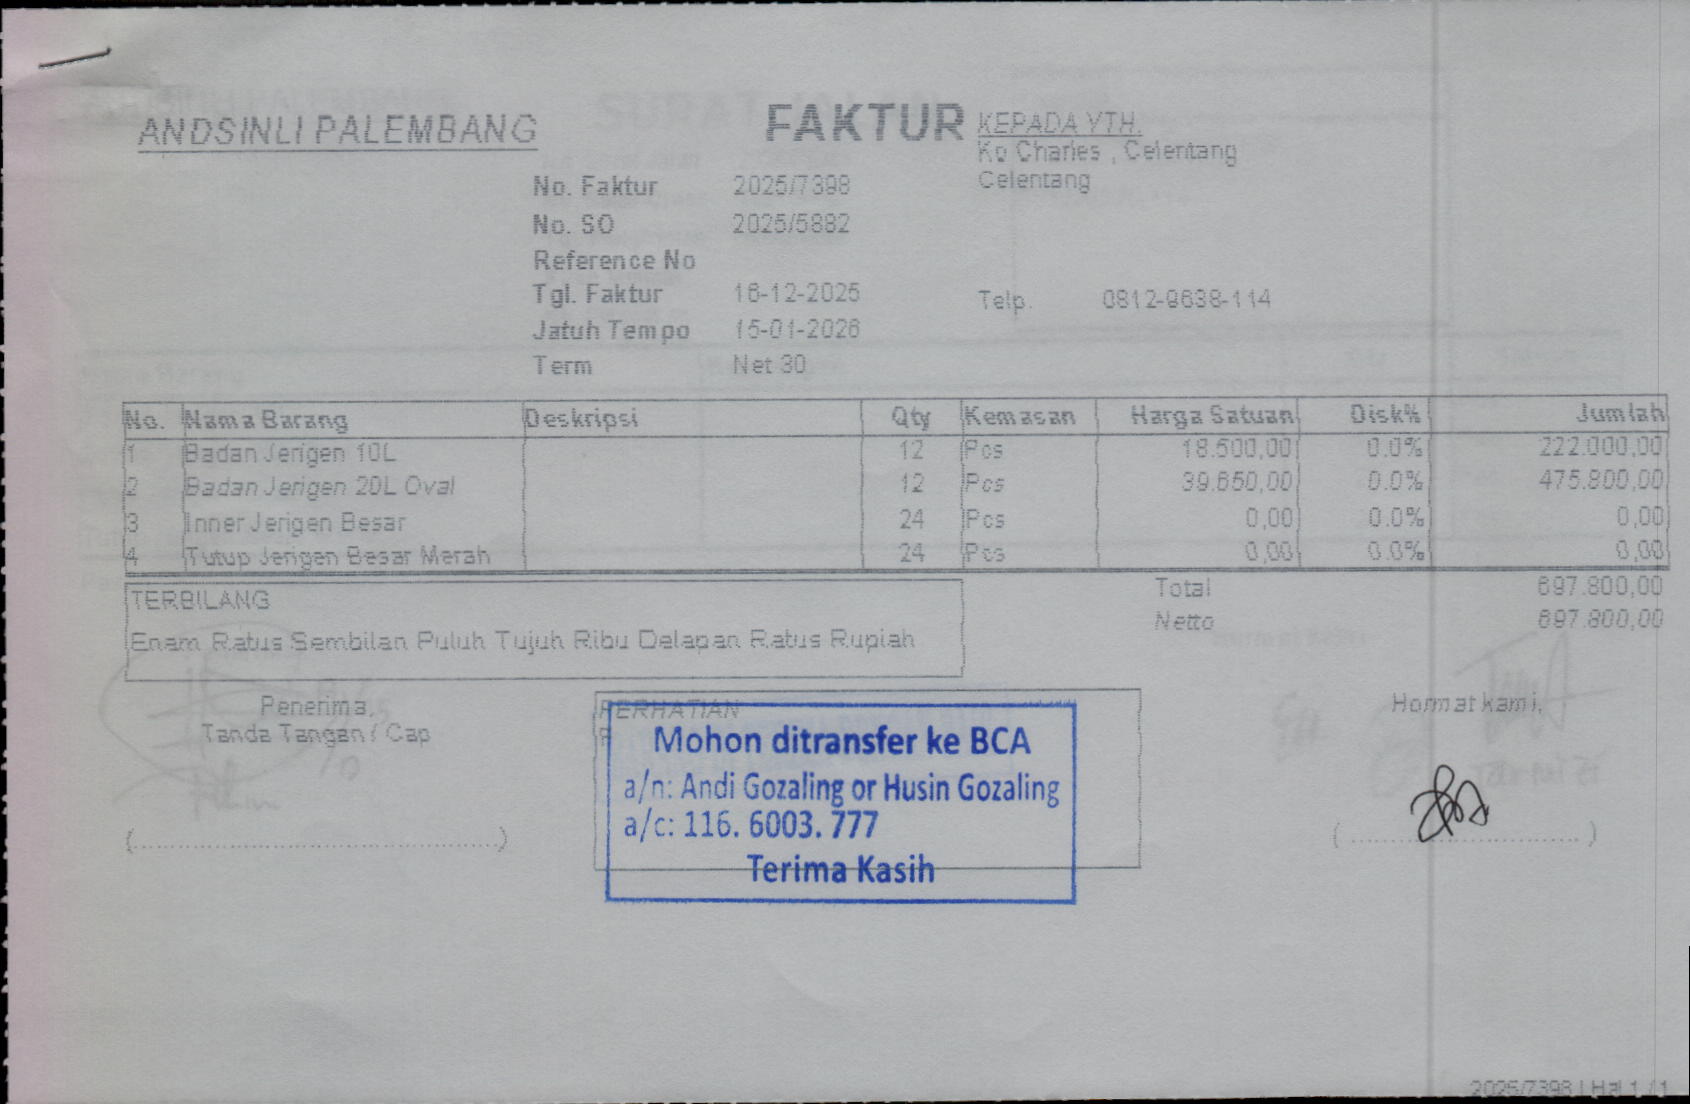 ANDSINLI PALEMBANG
FAKTUR
KEPADA YTH.
Ko Charles , Celentang
Celentang
No. Faktur 2025/7398
No. SO 2025/5882
Reference No
Tgl. Faktur 16-12-2025
Telp. 0812-9638-114
Jatuh Tempo 15-01-2026
Term Net 30
No. Nama Barang Deskripsi Qty Kemasan Harga Satuan Disk% Jumlah
1 Badan Jerigen 10L 12 Pcs 18.500,00 0.0% 222.000,00
2 Badan Jerigen 20L Oval 12 Pcs 39.650,00 0.0% 475.800,00
3 Inner Jerigen Besar 24 Pcs 0,00 0.0% 0,00
4 Tutup Jerigen Besar Merah 24 Pcs 0,00 0.0% 0,00
TERBILANG
Enam Ratus Sembilan Puluh Tujuh Ribu Delapan Ratus Rupiah
Total 697.800,00
Netto 697.800,00
Penerima,
Tanda Tangan / Cap
PERHATIAN
Mohon ditransfer ke BCA
a/n: Andi Gozaling or Husin Gozaling
a/c: 116. 6003. 777
Terima Kasih
Hormat kami,
2025/7398 | Hal 1 / 1